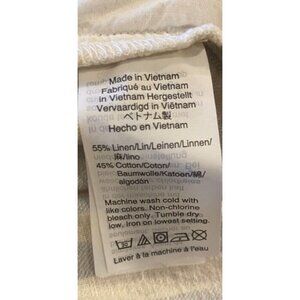 Made in Vietnam
Fabriqué au Vietnam
in Vietnam Hergestellt
Vervaardigd in Viëtnam
ベトナム製
Hecho en Vietnam
55% Linen/Lin/Leinen/Linnen/
麻/lino
45% Cotton/Coton/
Baumwolle/Katoen/綿/
algodón
Machine wash cold with
like colors. Non-chlorine
bleach only. Tumble dry
low, iron on lowest setting.
Laver à la machine à l'eau